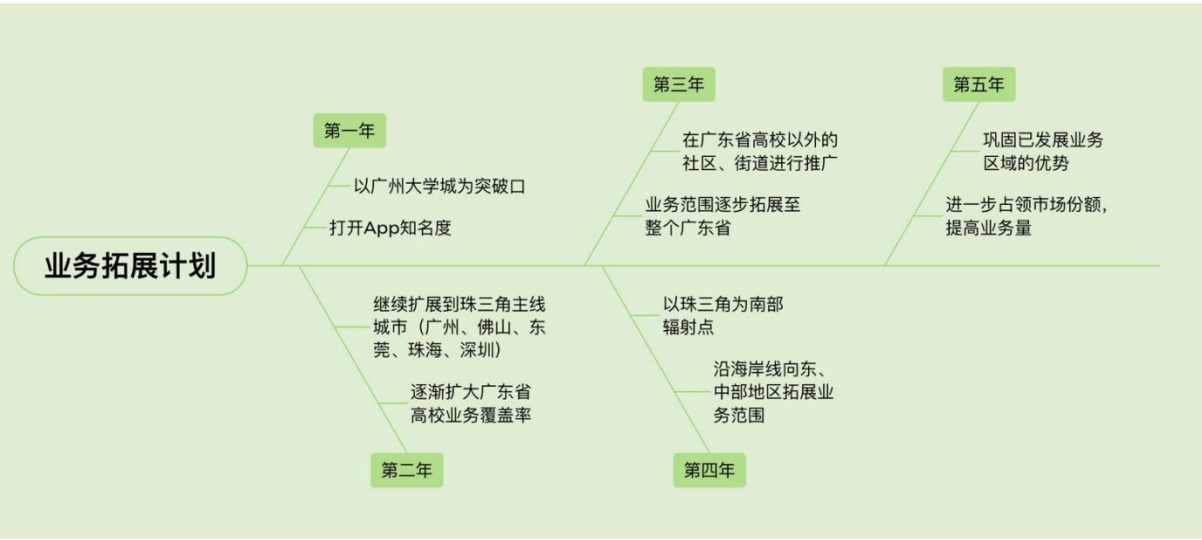 业务拓展计划
第一年
以广州大学城为突破口
打开App知名度
第二年
继续扩展到珠三角主线
城市（广州、佛山、东
莞、珠海、深圳）
逐渐扩大广东省
高校业务覆盖率
第三年
在广东省高校以外的
社区、街道进行推广
业务范围逐步拓展至
整个广东省
第四年
以珠三角为南部
辐射点
沿海岸线向东、
中部地区拓展业
务范围
第五年
巩固已发展业务
区域的优势
进一步占领市场份额，
提高业务量